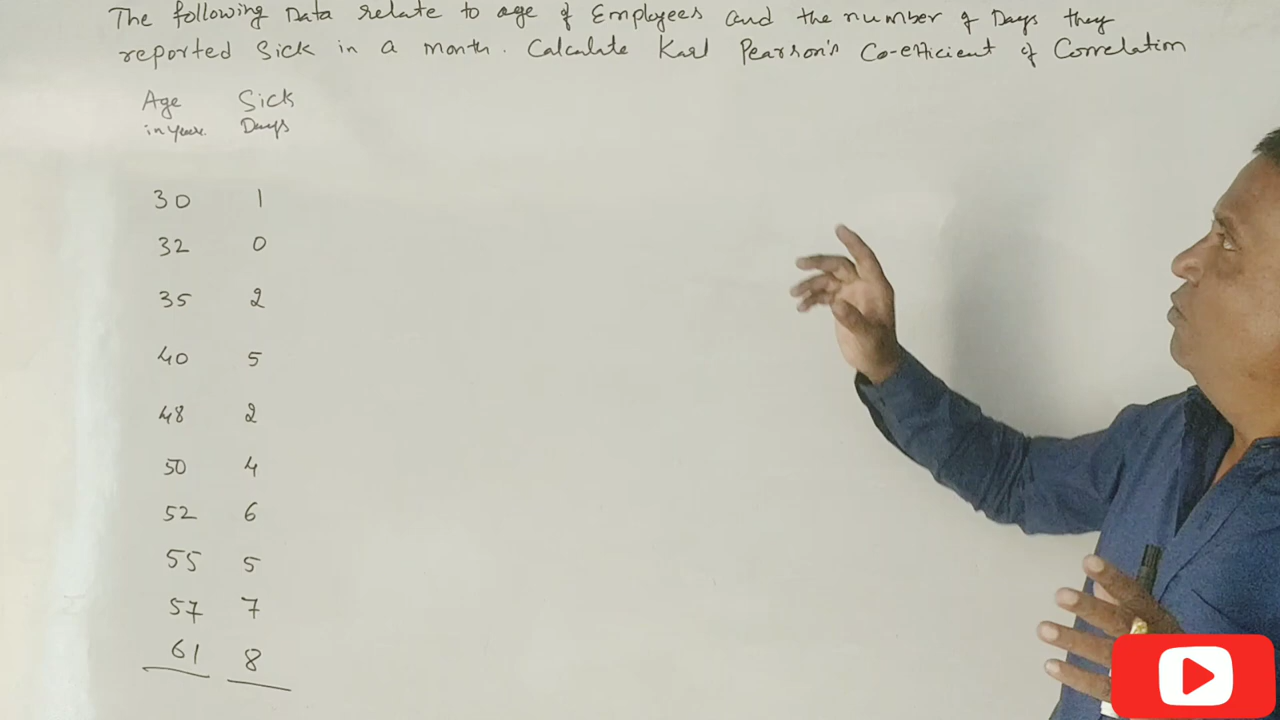 The following Data relate to age of Employees and the number of Days they
reported Sick in a month. Calculate Karl Pearson's Co-efficient of Correlation
Age Sick
in years. Days
30 1
32 0
35 2
40 5
48 2
50 4
52 6
55 5
57 7
61 8